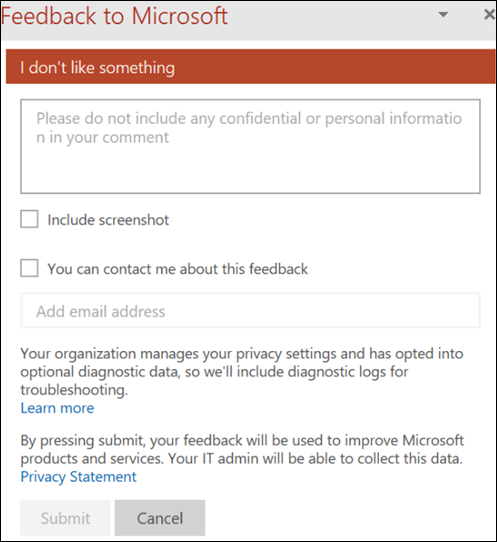 Feedback to Microsoft
I don't like something
Please do not include any confidential or personal informatio
n in your comment
Include screenshot
You can contact me about this feedback
Add email address
Your organization manages your privacy settings and has opted into
optional diagnostic data, so we'll include diagnostic logs for
troubleshooting.
Learn more
By pressing submit, your feedback will be used to improve Microsoft
products and services. Your IT admin will be able to collect this data.
Privacy Statement
Submit
Cancel